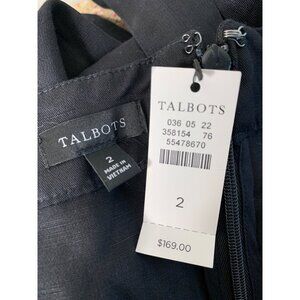 TALBOTS
2
MADE IN
VIETNAM
TALBOTS
036 05 22
358154 76
55478670
2
$169.00